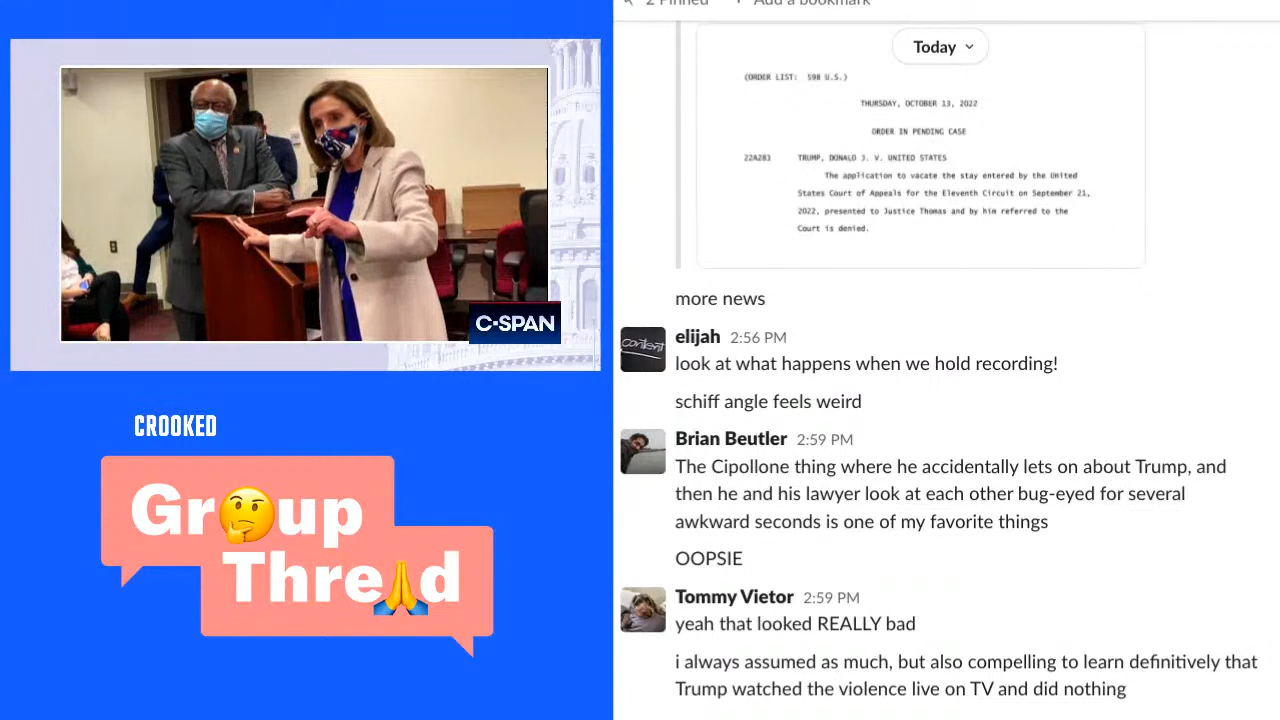 2 Pinned + Add a bookmark
Today
(ORDER LIST: 598 U.S.)
THURSDAY, OCTOBER 13, 2022
ORDER IN PENDING CASE
22A283 TRUMP, DONALD J. V. UNITED STATES
The application to vacate the stay entered by the United
States Court of Appeals for the Eleventh Circuit on September 21,
2022, presented to Justice Thomas and by him referred to the
Court is denied.
more news
elijah 2:56 PM
look at what happens when we hold recording!
schiff angle feels weird
Brian Beutler 2:59 PM
The Cipollone thing where he accidentally lets on about Trump, and
then he and his lawyer look at each other bug-eyed for several
awkward seconds is one of my favorite things
OOPSIE
Tommy Vietor 2:59 PM
yeah that looked REALLY bad
i always assumed as much, but also compelling to learn definitively that
Trump watched the violence live on TV and did nothing
content
C-SPAN
CROOKED
Gr🤔up
Thre🙏d